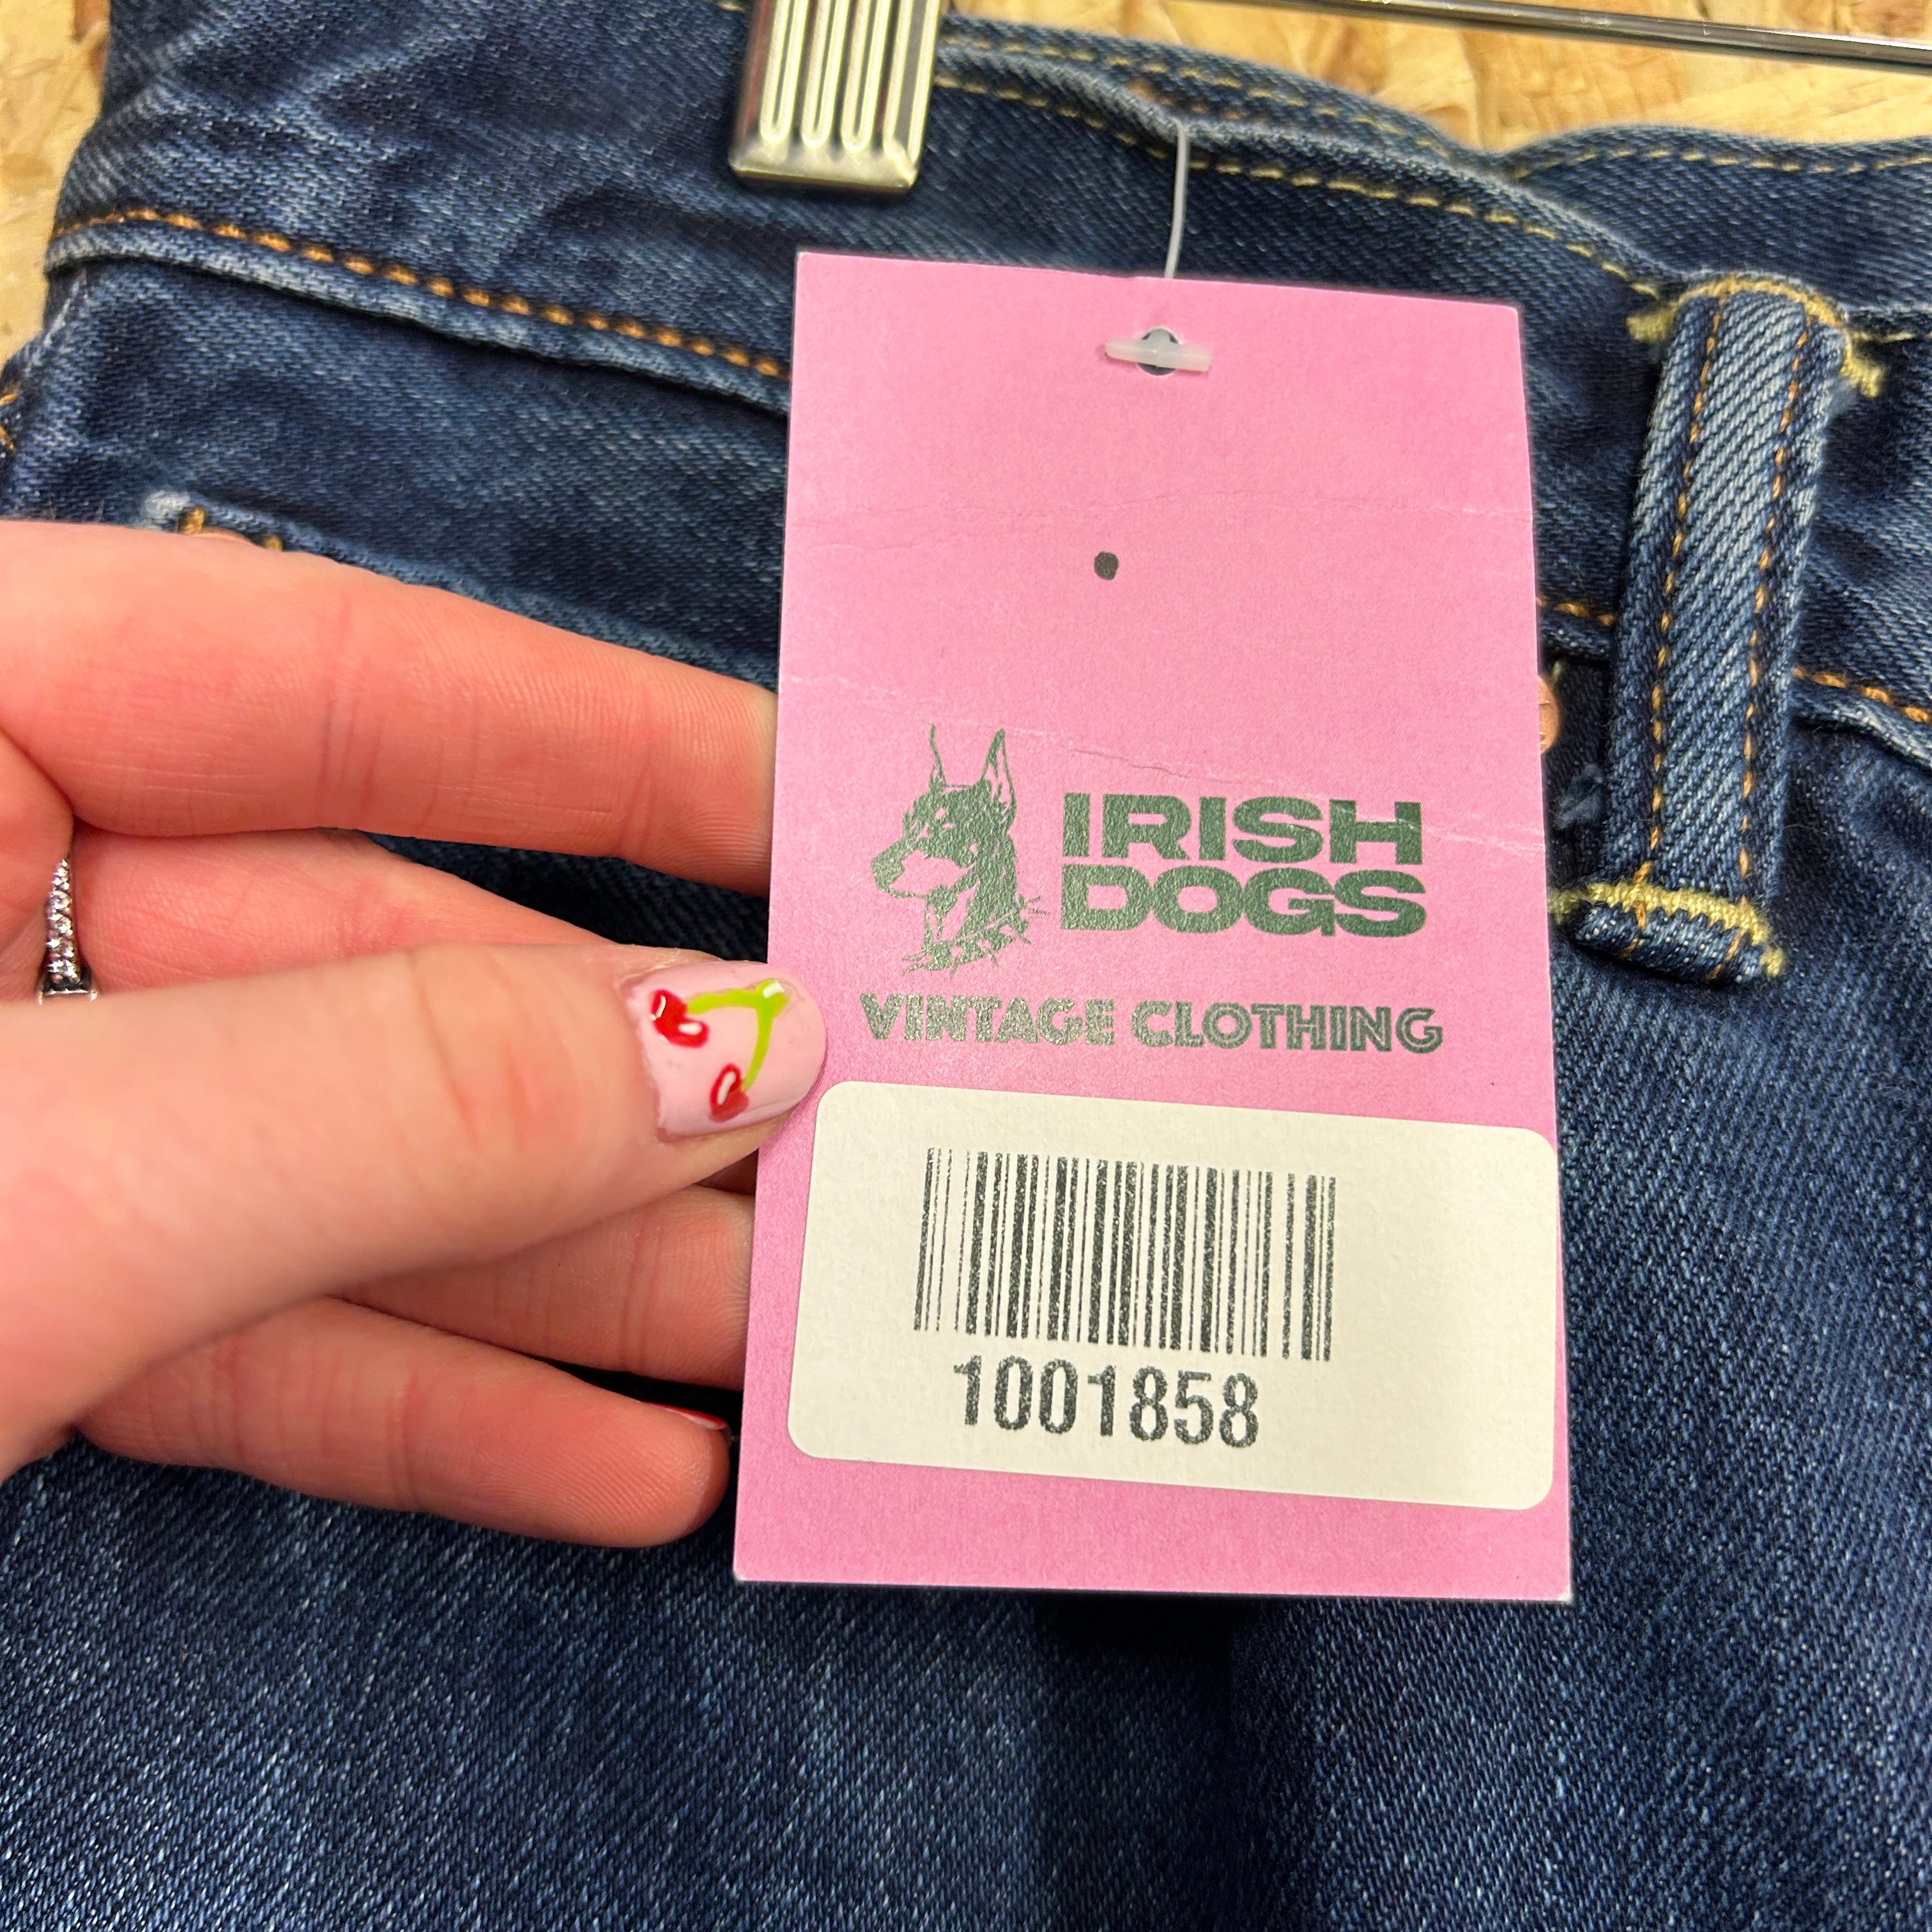 IRISH
DOGS
VINTAGE CLOTHING
1001858